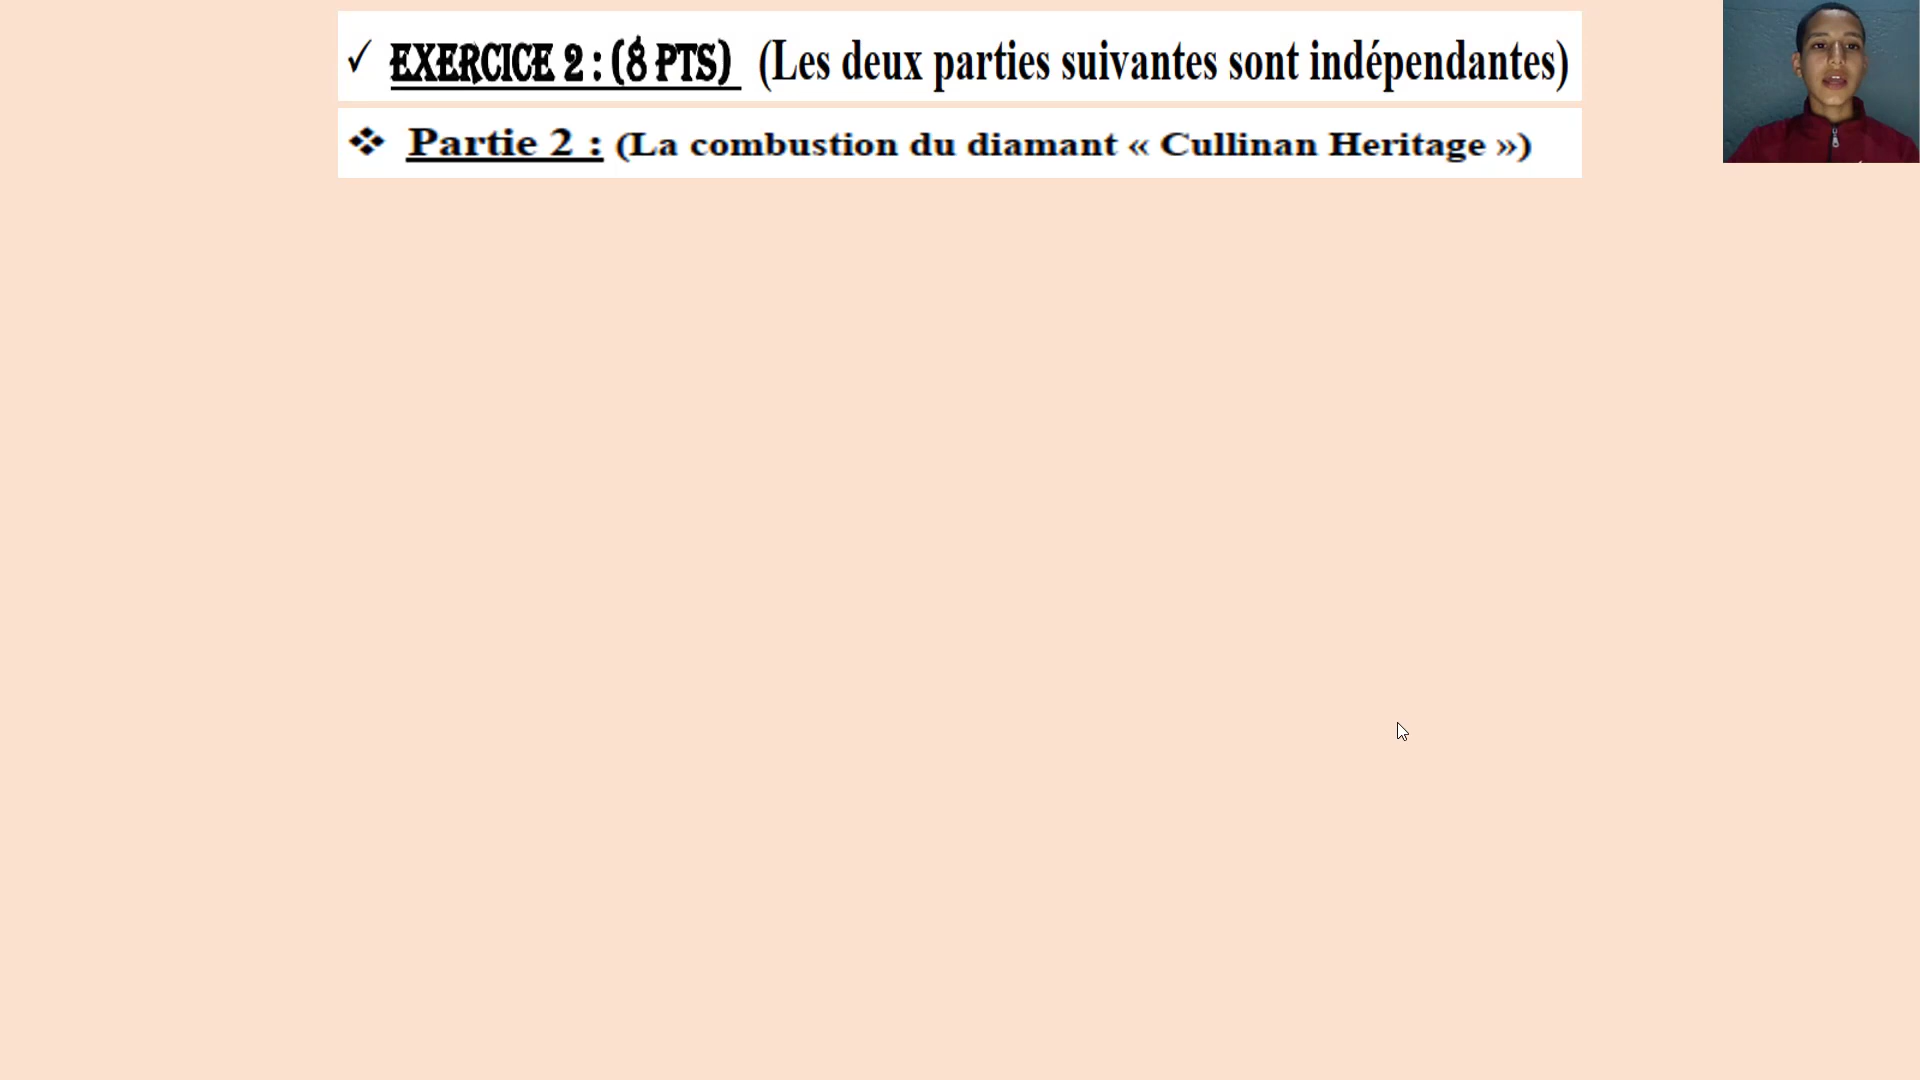 ✓ EXERCICE 2 : (8 PTS) (Les deux parties suivantes sont indépendantes)
❖ Partie 2 : (La combustion du diamant « Cullinan Heritage »)